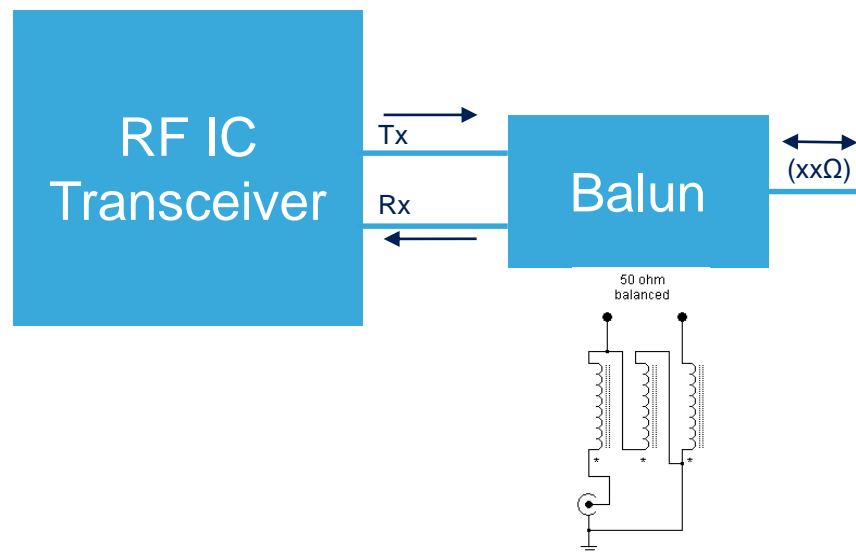 RF IC
Transceiver
Tx
Rx
Balun
(xxΩ)
50 ohm
balanced
* * *